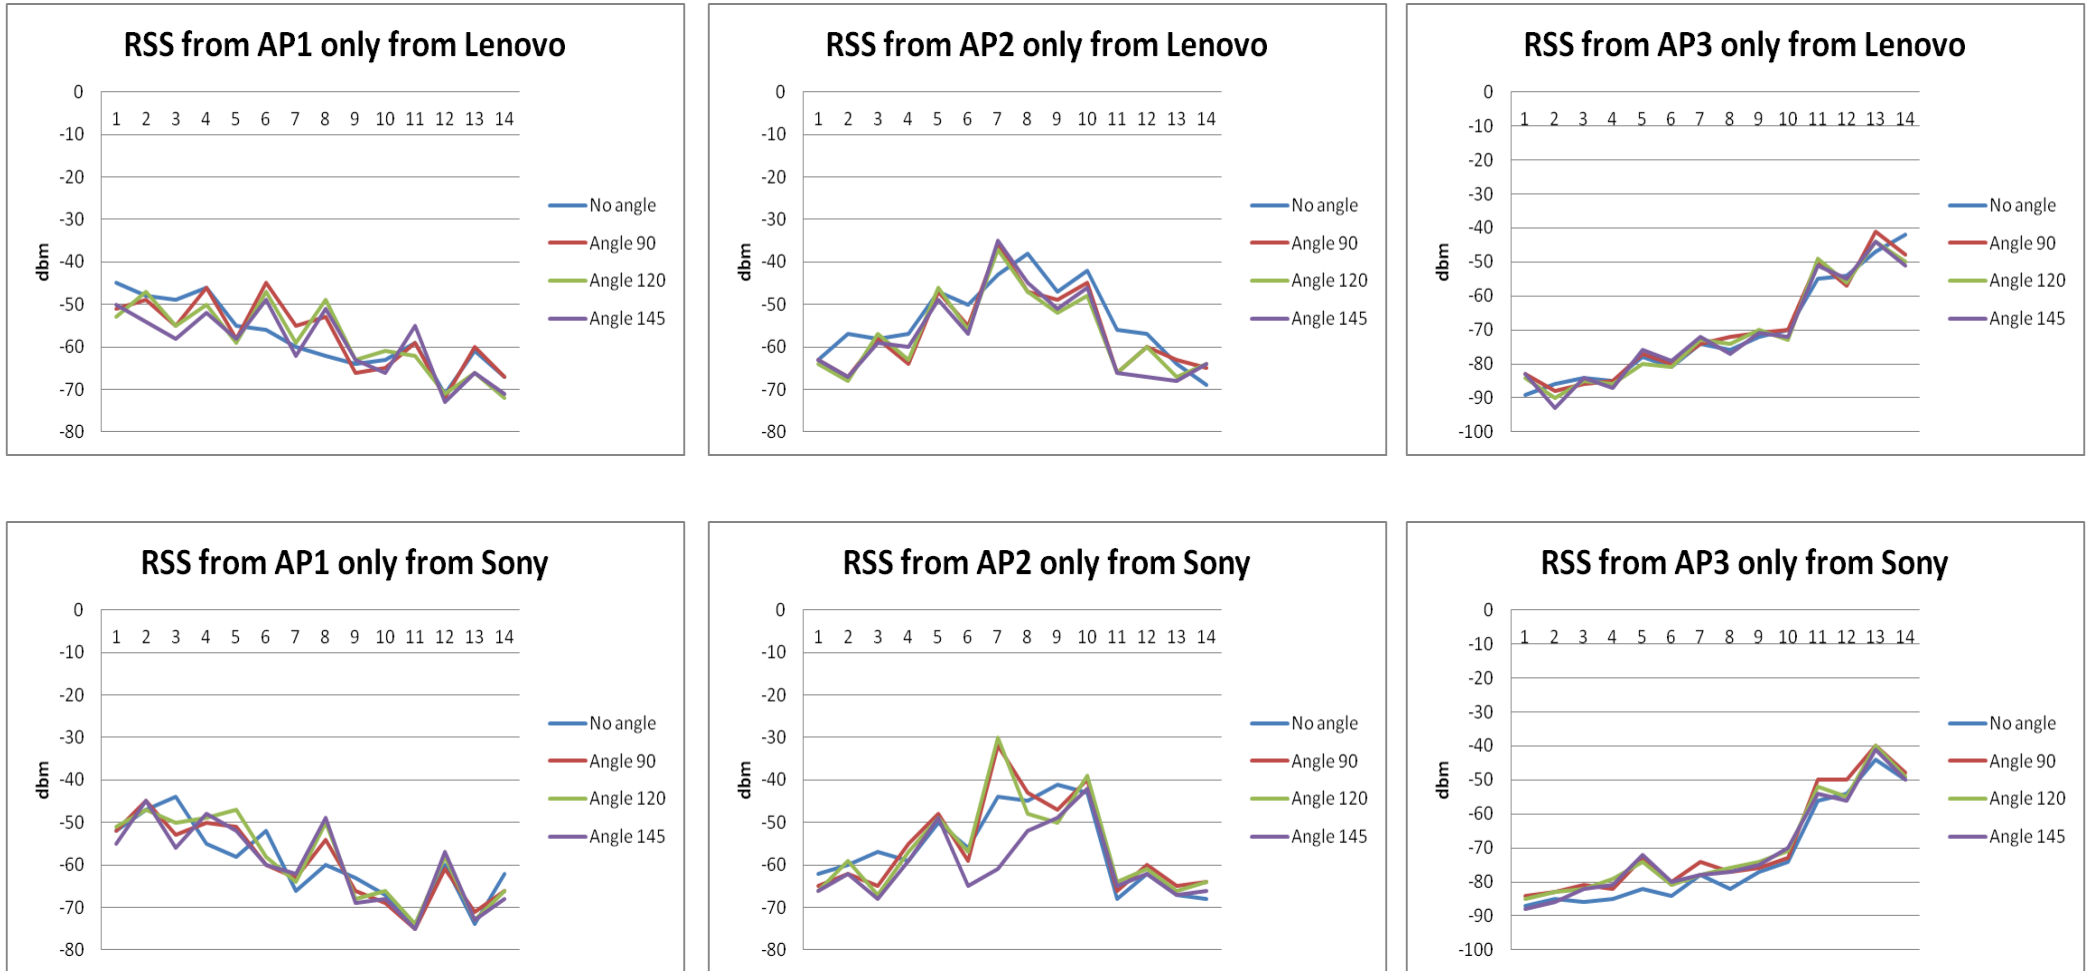 RSS from AP1 only from Lenovo
0
1 2 3 4 5 6 7 8 9 10 11 12 13 14
-10
-20
-30
-40
-50
-60
-70
-80
dbm
No angle
Angle 90
Angle 120
Angle 145
RSS from AP2 only from Lenovo
0
1 2 3 4 5 6 7 8 9 10 11 12 13 14
-10
-20
-30
-40
-50
-60
-70
-80
dbm
No angle
Angle 90
Angle 120
Angle 145
RSS from AP3 only from Lenovo
0
1 2 3 4 5 6 7 8 9 10 11 12 13 14
-10
-20
-30
-40
-50
-60
-70
-80
-90
-100
dbm
No angle
Angle 90
Angle 120
Angle 145
RSS from AP1 only from Sony
0
1 2 3 4 5 6 7 8 9 10 11 12 13 14
-10
-20
-30
-40
-50
-60
-70
-80
dbm
No angle
Angle 90
Angle 120
Angle 145
RSS from AP2 only from Sony
0
1 2 3 4 5 6 7 8 9 10 11 12 13 14
-10
-20
-30
-40
-50
-60
-70
-80
dbm
No angle
Angle 90
Angle 120
Angle 145
RSS from AP3 only from Sony
0
1 2 3 4 5 6 7 8 9 10 11 12 13 14
-10
-20
-30
-40
-50
-60
-70
-80
-90
-100
dbm
No angle
Angle 90
Angle 120
Angle 145